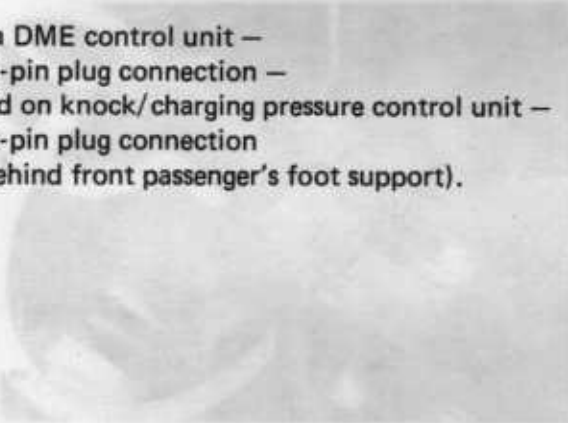 DME control unit —
-pin plug connection —
on knock/charging pressure control unit —
-pin plug connection
front passenger's foot support).